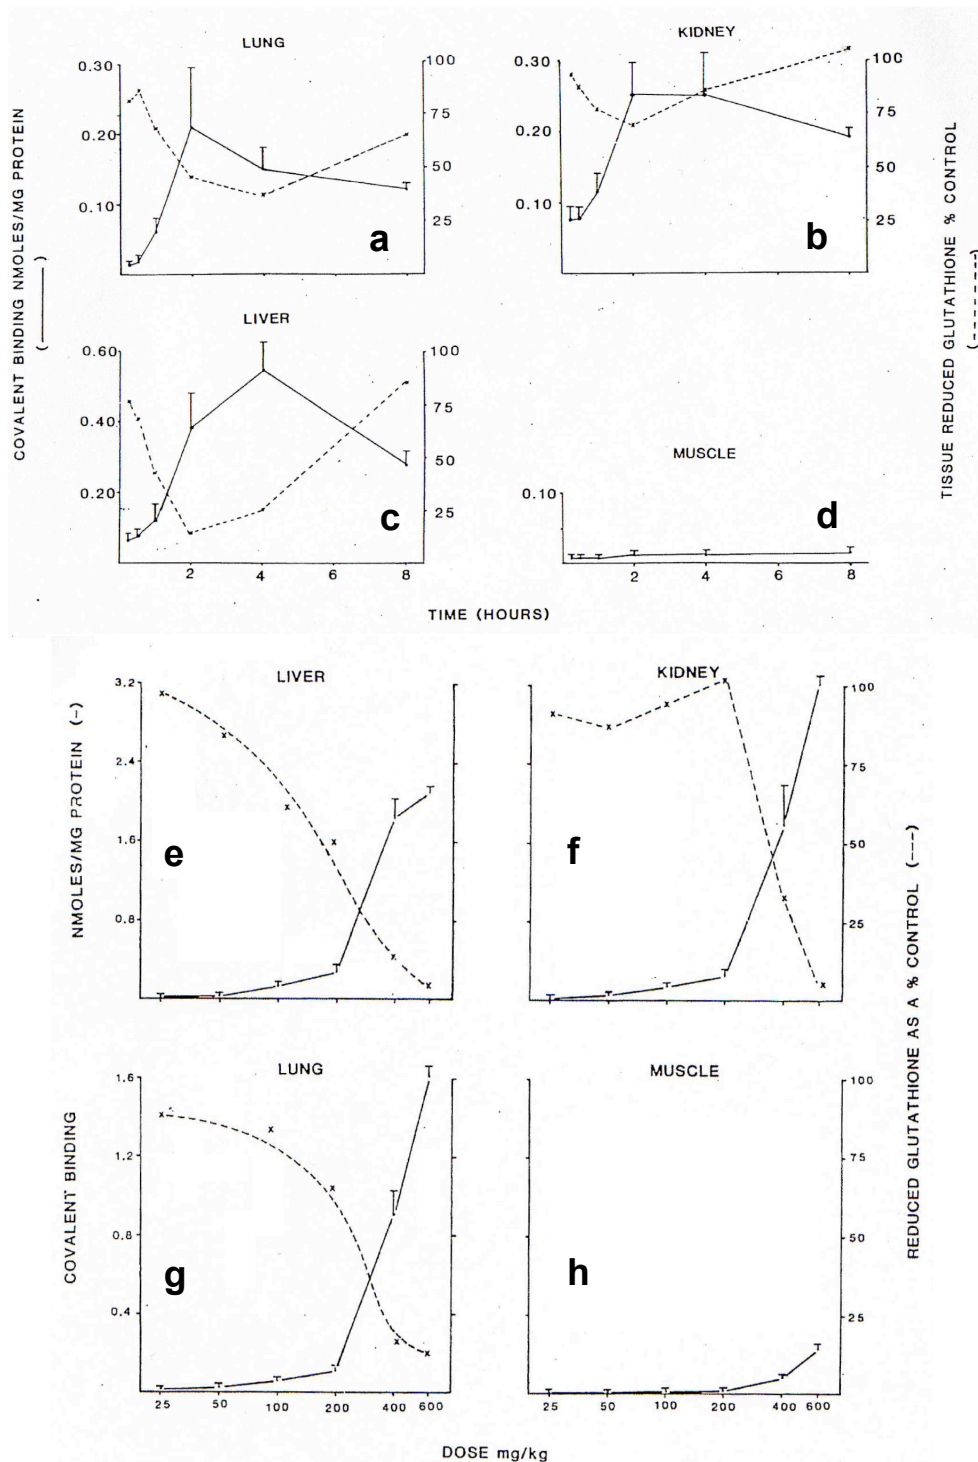 LUNG
0.30
0.20
0.10
100
75
50
25
a
KIDNEY
0.30
0.20
0.10
100
75
50
25
b
COVALENT BINDING NMOLES/MG PROTEIN
(———)
TISSUE REDUCED GLUTATHIONE % CONTROL
(--------)
LIVER
0.60
0.40
0.20
100
75
50
25
c
2
4
6
8
MUSCLE
0.10
d
2
4
6
8
TIME (HOURS)
LIVER
3.2
2.4
1.6
0.8
e
KIDNEY
100
75
50
25
f
NMOLES/MG PROTEIN (-)
COVALENT BINDING
REDUCED GLUTATHIONE AS A % CONTROL (---)
LUNG
1.6
1.2
0.8
0.4
g
25
50
100
200
400
600
MUSCLE
100
75
50
25
h
25
50
100
200
400
600
DOSE mg/kg